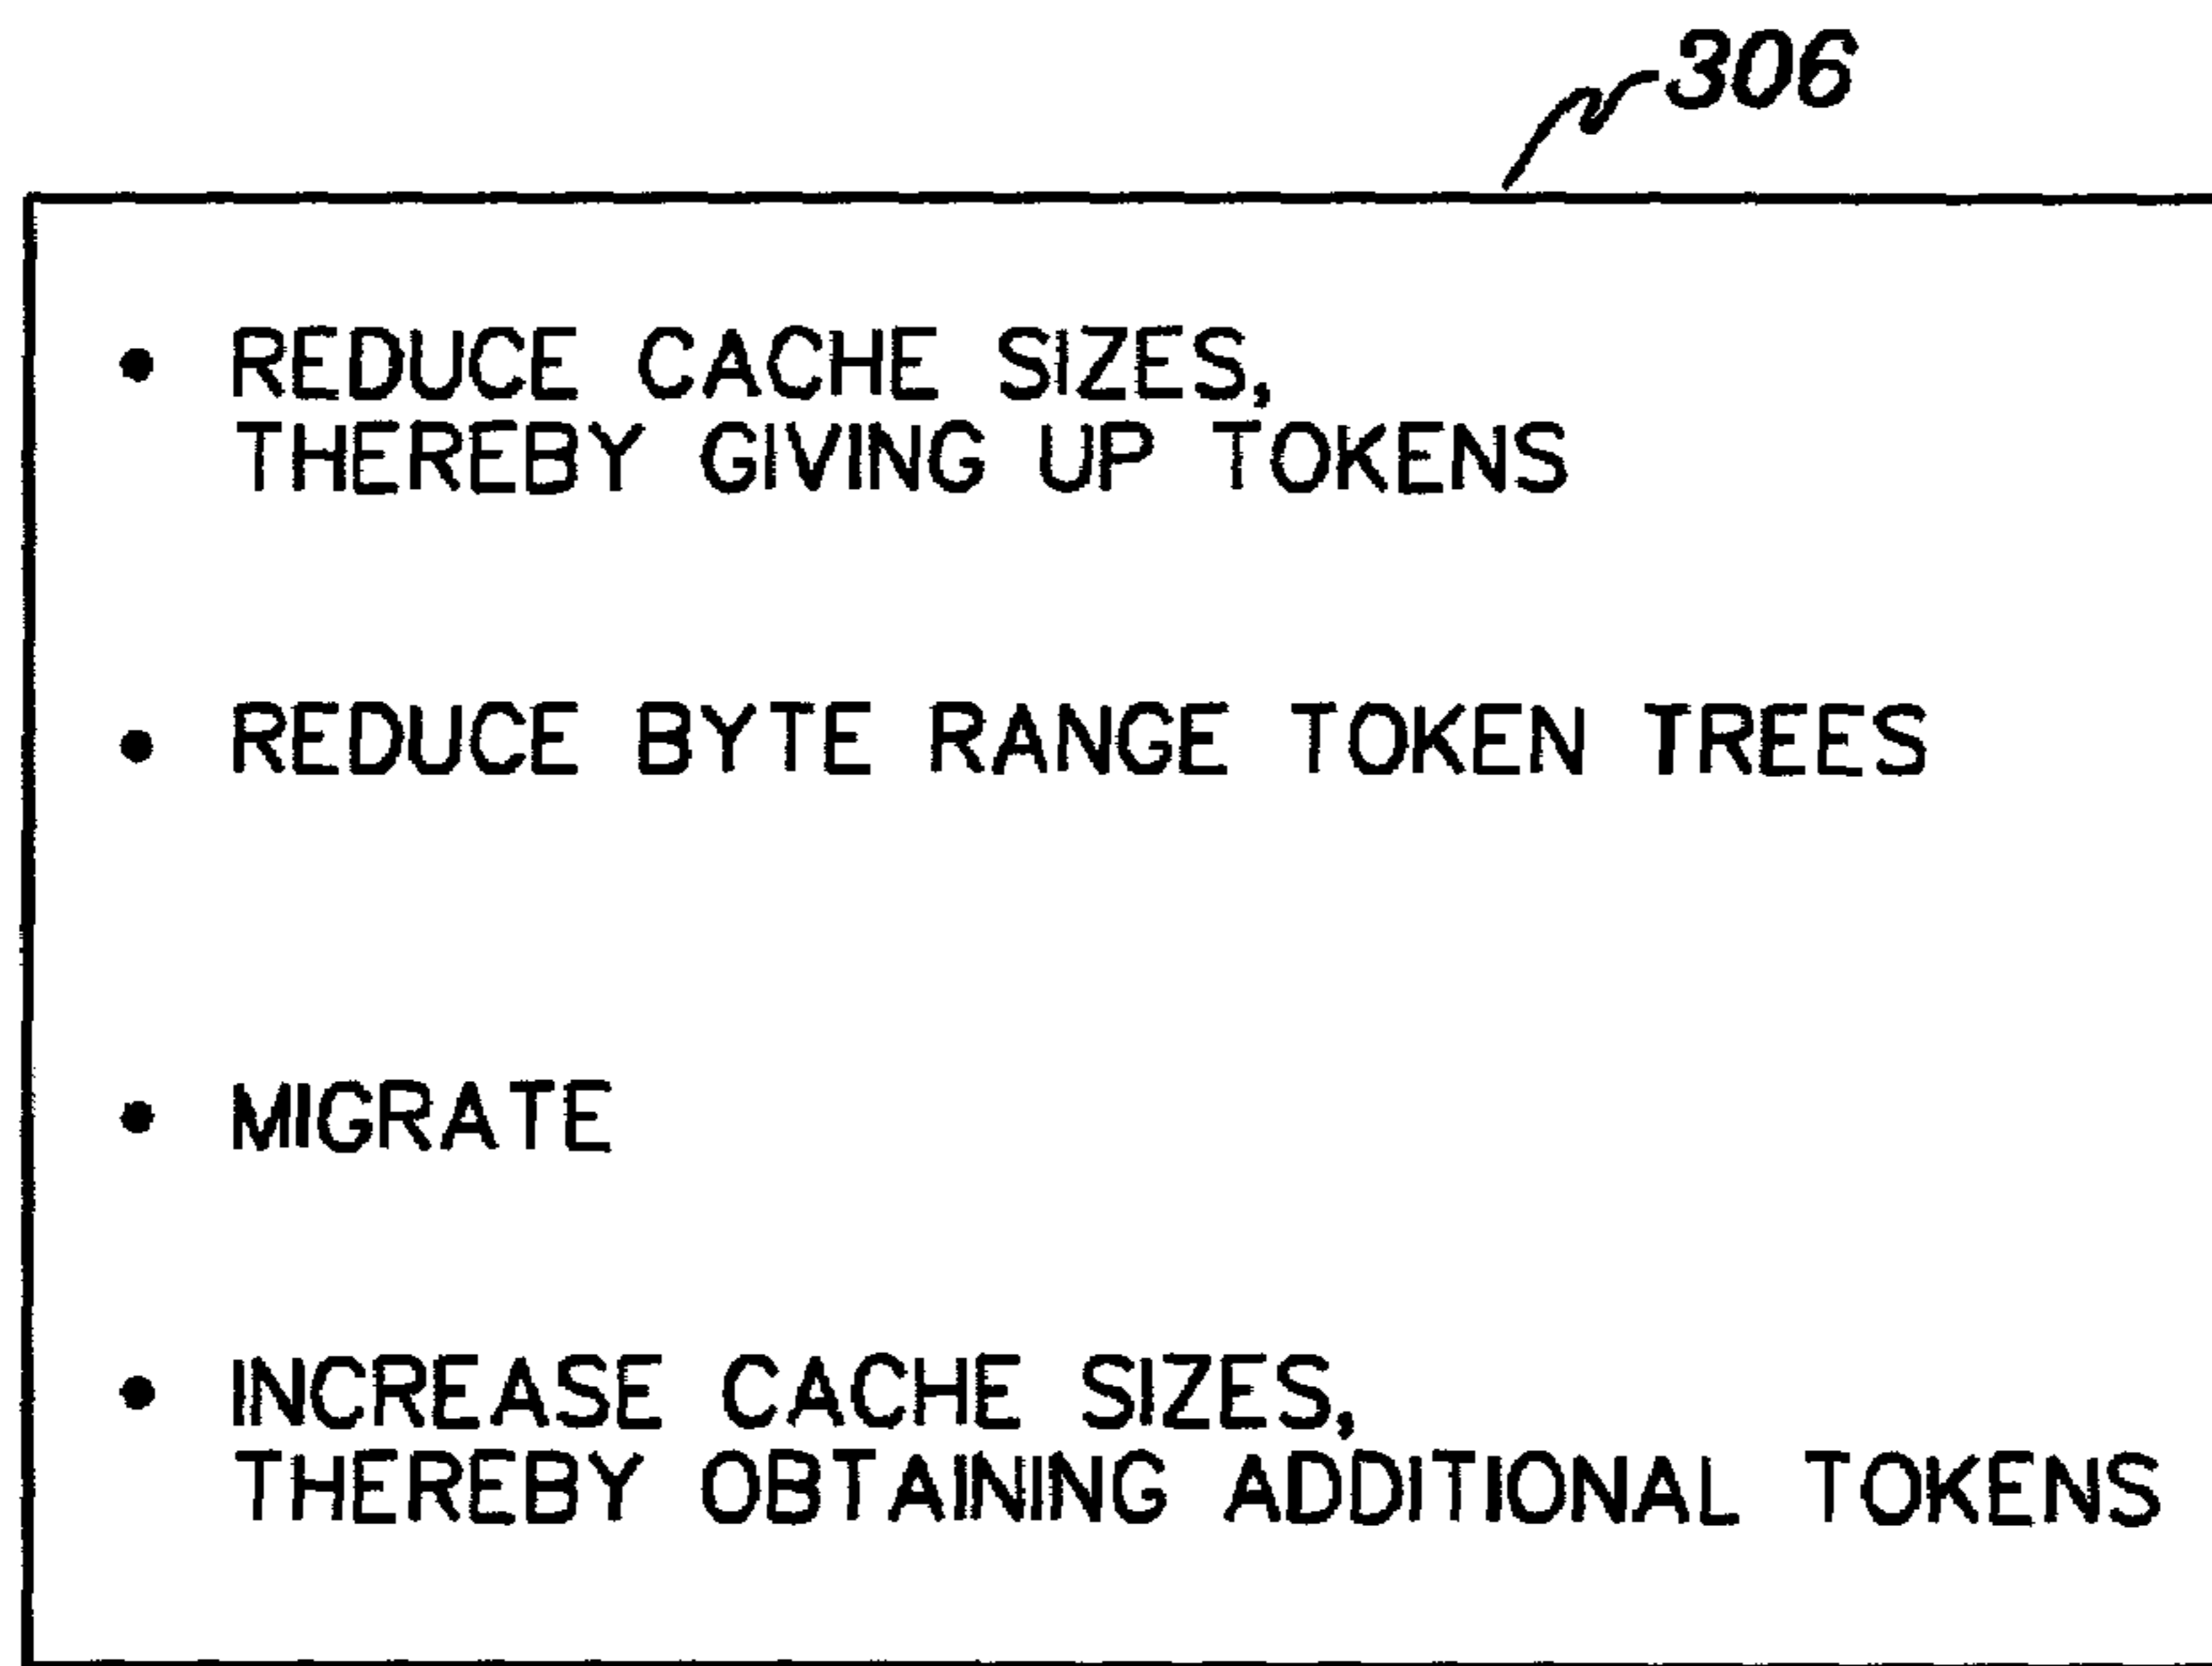 306
• REDUCE CACHE SIZES,
THEREBY GIVING UP TOKENS
• REDUCE BYTE RANGE TOKEN TREES
• MIGRATE
• INCREASE CACHE SIZES,
THEREBY OBTAINING ADDITIONAL TOKENS